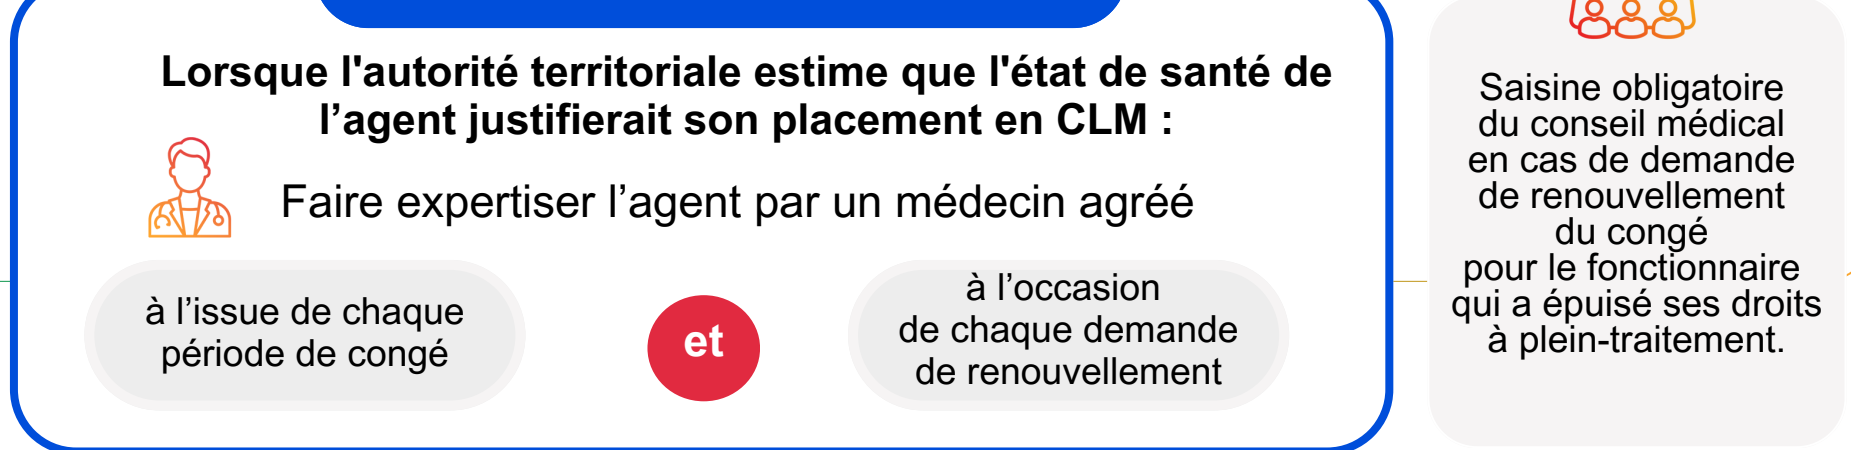 Lorsque l'autorité territoriale estime que l'état de santé de
l’agent justifierait son placement en CLM :
Faire expertiser l’agent par un médecin agréé
à l’issue de chaque
période de congé
et
à l’occasion
de chaque demande
de renouvellement
Saisine obligatoire
du conseil médical
en cas de demande
de renouvellement
du congé
pour le fonctionnaire
qui a épuisé ses droits
à plein-traitement.